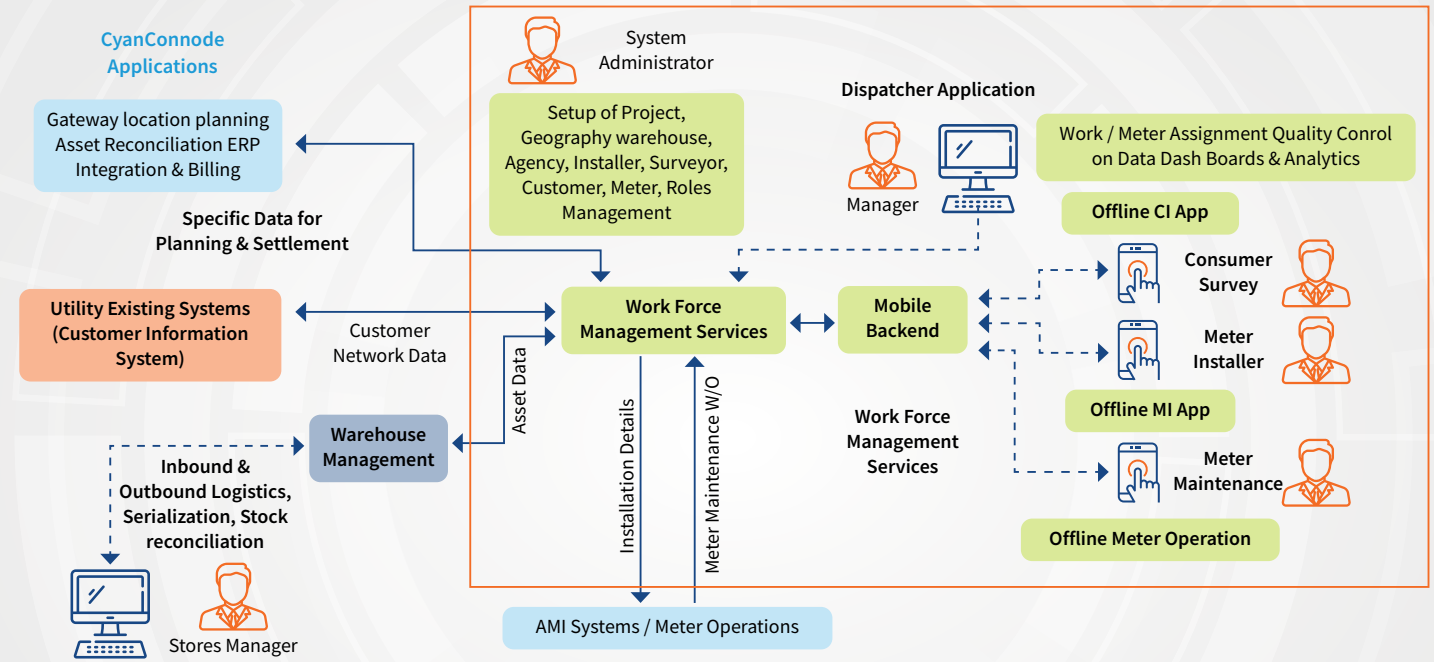 CyanConnode
Applications
Gateway location planning
Asset Reconciliation ERP
Integration & Billing
Specific Data for
Planning & Settlement
Utility Existing Systems
(Customer Information
System)
Customer
Network Data
Asset Data
Warehouse
Management
Inbound &
Outbound Logistics,
Serialization, Stock
reconciliation
Stores Manager
System
Administrator
Setup of Project,
Geography warehouse,
Agency, Installer, Surveyor,
Customer, Meter, Roles
Management
Dispatcher Application
Manager
Work / Meter Assignment Quality Conrol
on Data Dash Boards & Analytics
Work Force
Management Services
Mobile
Backend
Offline CI App
Consumer
Survey
Meter
Installer
Offline MI App
Work Force
Management
Services
Meter
Maintenance
Offline Meter Operation
Installation Details
Meter Maintenance W/O
AMI Systems / Meter Operations